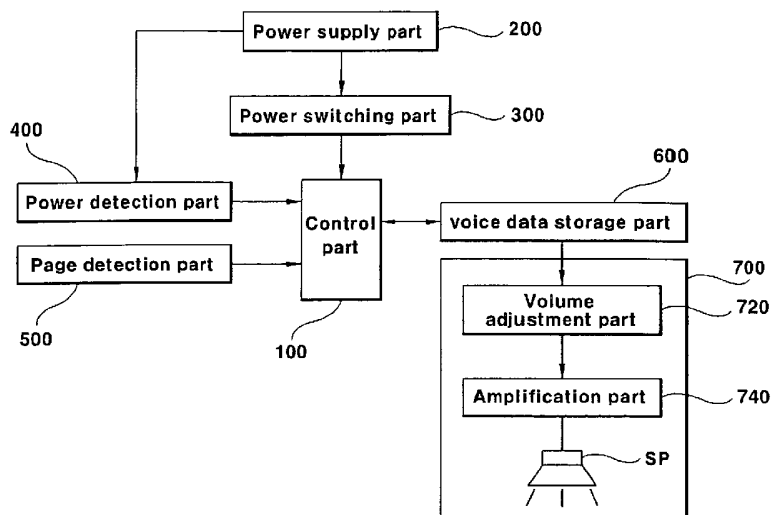 Power supply part
200
Power switching part
300
400
Power detection part
Page detection part
500
Control
part
100
600
voice data storage part
700
Volume
adjustment part
720
Amplification part
740
SP